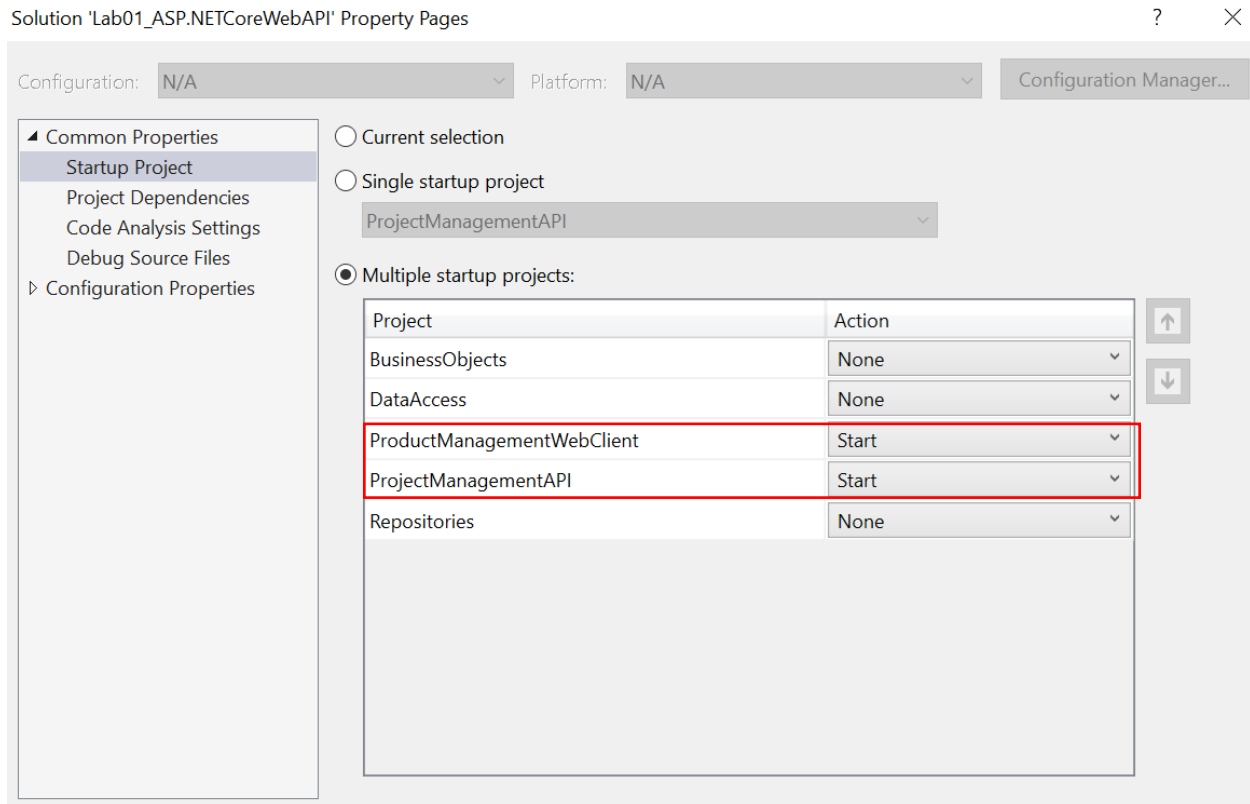 Solution 'Lab01_ASP.NETCoreWebAPI' Property Pages ?
Configuration: N/A Platform: N/A Configuration Manager...
Common Properties
Startup Project
Project Dependencies
Code Analysis Settings
Debug Source Files
Configuration Properties
Current selection
Single startup project
ProjectManagementAPI
Multiple startup projects:
Project Action
BusinessObjects None
DataAccess None
ProductManagementWebClient Start
ProjectManagementAPI Start
Repositories None